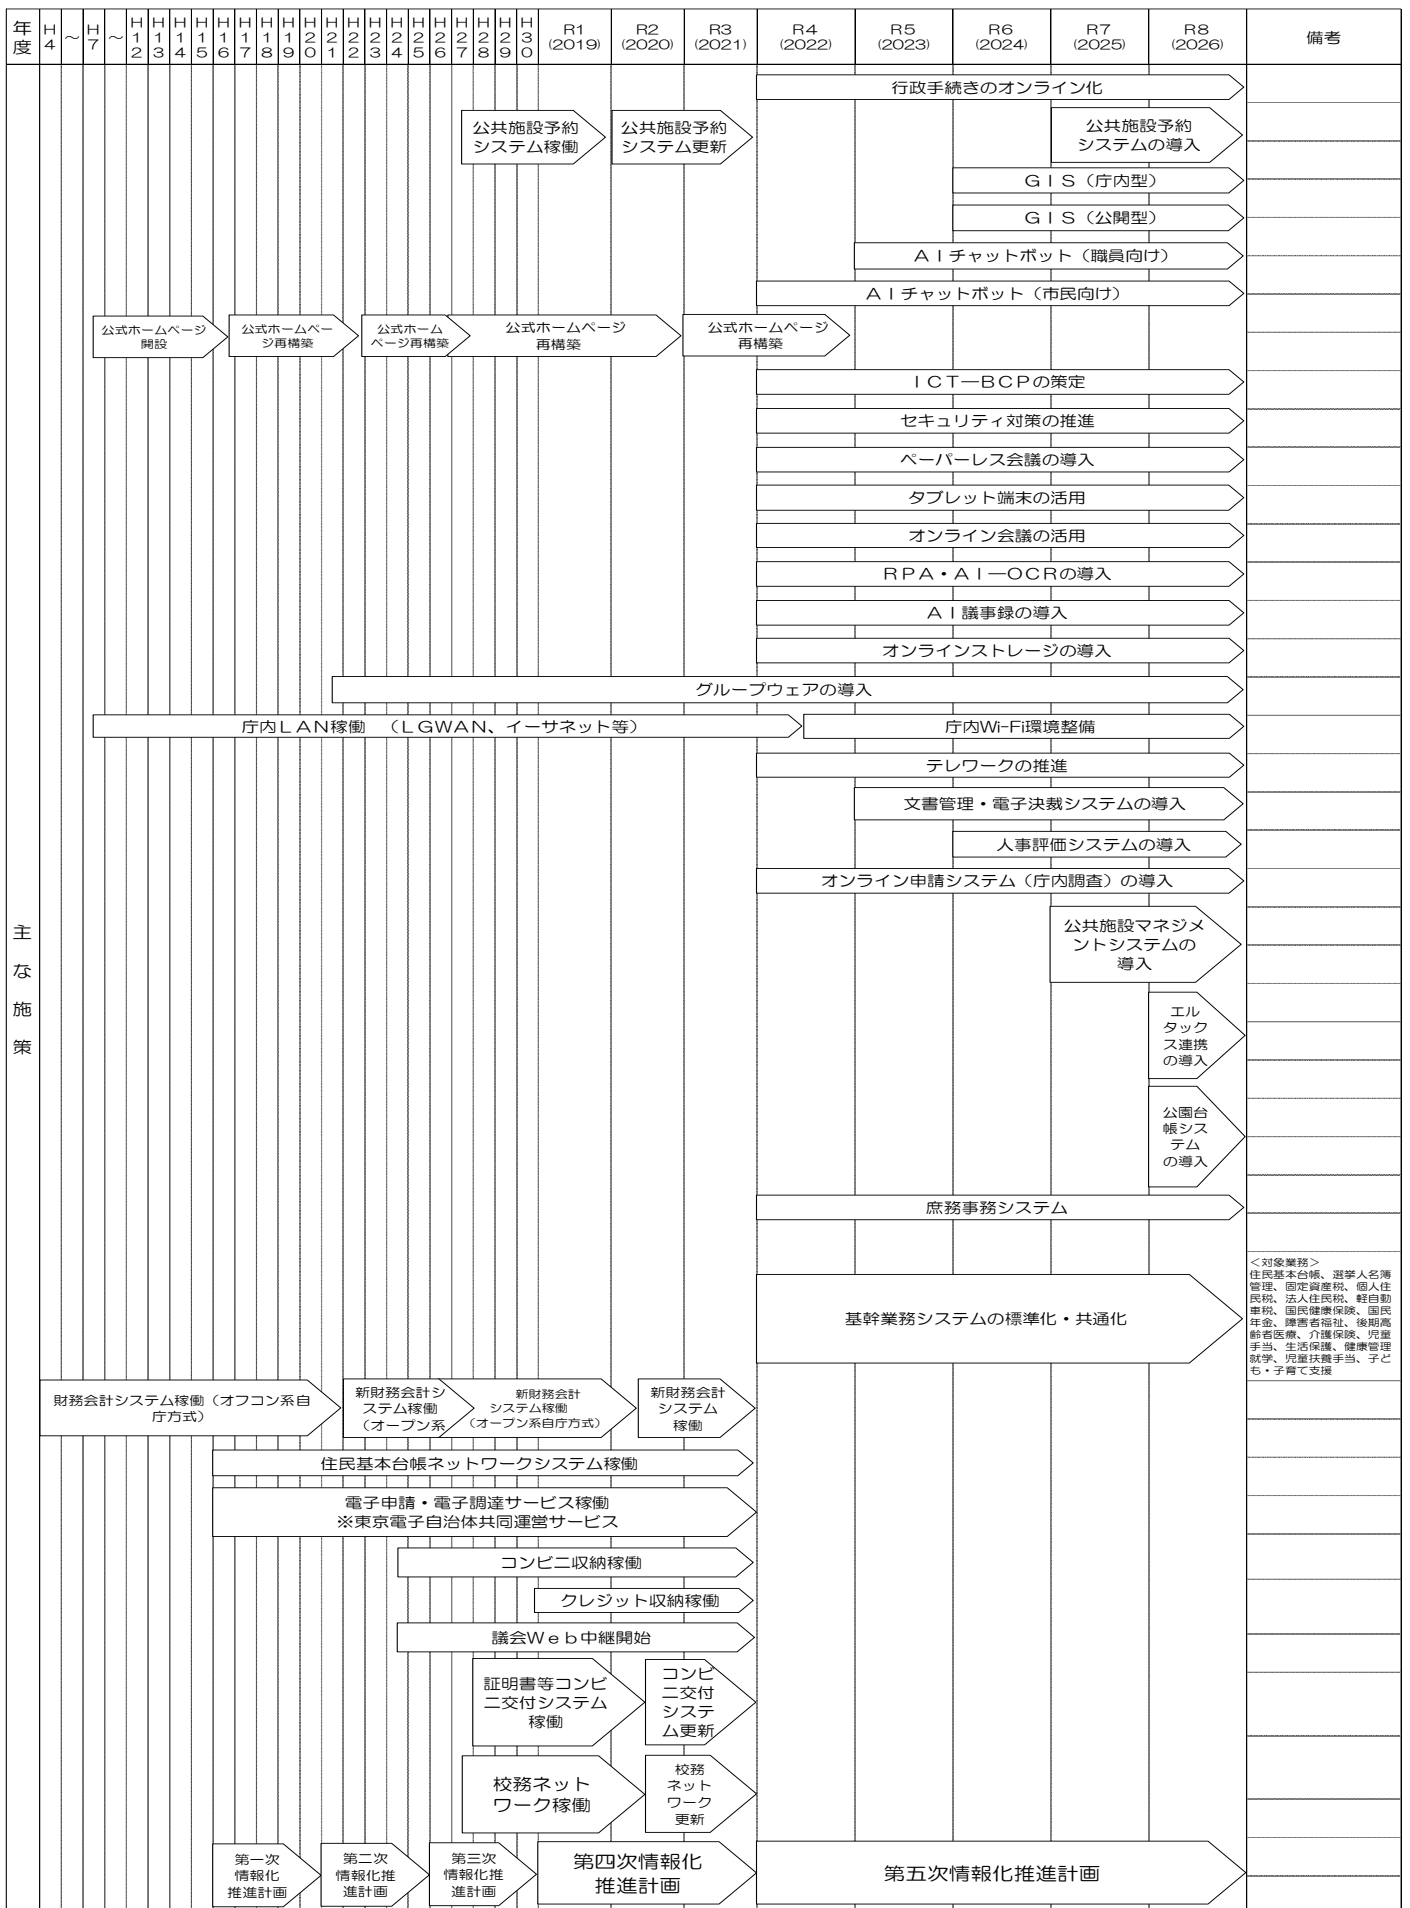 年度
H4
～
H7
～
H12
H13
H14
H15
H16
H17
H18
H19
H20
H21
H22
H23
H24
H25
H26
H27
H28
H29
H30
R1
(2019)
R2
(2020)
R3
(2021)
R4
(2022)
R5
(2023)
R6
(2024)
R7
(2025)
R8
(2026)
備考
主な施策
行政手続きのオンライン化
公共施設予約
システム稼働
公共施設予約
システム更新
公共施設予約
システムの導入
ＧＩＳ（庁内型）
ＧＩＳ（公開型）
ＡＩチャットボット（職員向け）
ＡＩチャットボット（市民向け）
公式ホームページ
開設
公式ホームペー
ジ再構築
公式ホーム
ページ再構築
公式ホームページ
再構築
公式ホームページ
再構築
ＩＣＴ―ＢＣＰの策定
セキュリティ対策の推進
ペーパーレス会議の導入
タブレット端末の活用
オンライン会議の活用
ＲＰＡ・ＡＩ―ＯＣＲの導入
ＡＩ議事録の導入
オンラインストレージの導入
グループウェアの導入
庁内ＬＡＮ稼働　（ＬＧＷＡＮ、イーサネット等）
庁内Wi-Fi環境整備
テレワークの推進
文書管理・電子決裁システムの導入
人事評価システムの導入
オンライン申請システム（庁内調査）の導入
公共施設マネジメ
ントシステムの
導入
エル
タック
ス連携
の導入
公園台
帳シス
テム
の導入
庶務事務システム
基幹業務システムの標準化・共通化
＜対象業務＞
住民基本台帳、選挙人名簿
管理、固定資産税、個人住
民税、法人住民税、軽自動
車税、国民健康保険、国民
年金、障害者福祉、後期高
齢者医療、介護保険、児童
手当、生活保護、健康管理
就学、児童扶養手当、子ど
も・子育て支援
財務会計システム稼働（オフコン系自
庁方式）
新財務会計シ
ステム稼働
（オープン系
新財務会計
システム稼働
（オープン系自庁方式）
新財務会計
システム
稼働
住民基本台帳ネットワークシステム稼働
電子申請・電子調達サービス稼働
※東京電子自治体共同運営サービス
コンビニ収納稼働
クレジット収納稼働
議会Ｗｅｂ中継開始
証明書等コンビ
ニ交付システム
稼働
コンビ
ニ交付
システ
ム更新
校務ネット
ワーク稼働
校務
ネット
ワーク
更新
第一次
情報化
推進計画
第二次
情報化推
進計画
第三次
情報化推
進計画
第四次情報化
推進計画
第五次情報化推進計画